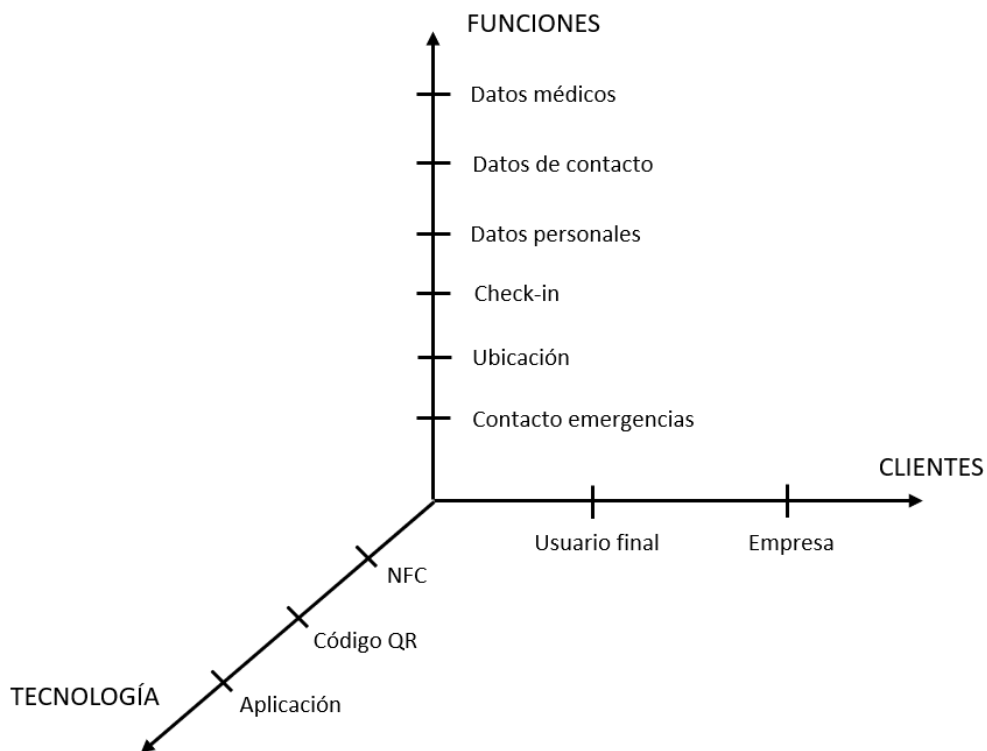 FUNCIONES
Datos médicos
Datos de contacto
Datos personales
Check-in
Ubicación
Contacto emergencias
CLIENTES
Usuario final
Empresa
NFC
Código QR
TECNOLOGÍA
Aplicación